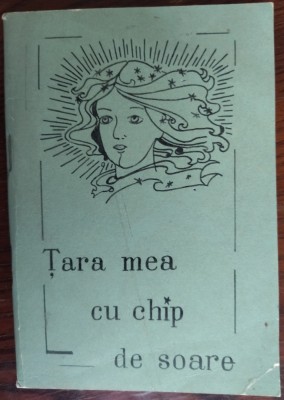 Țara mea
cu chip
de soare